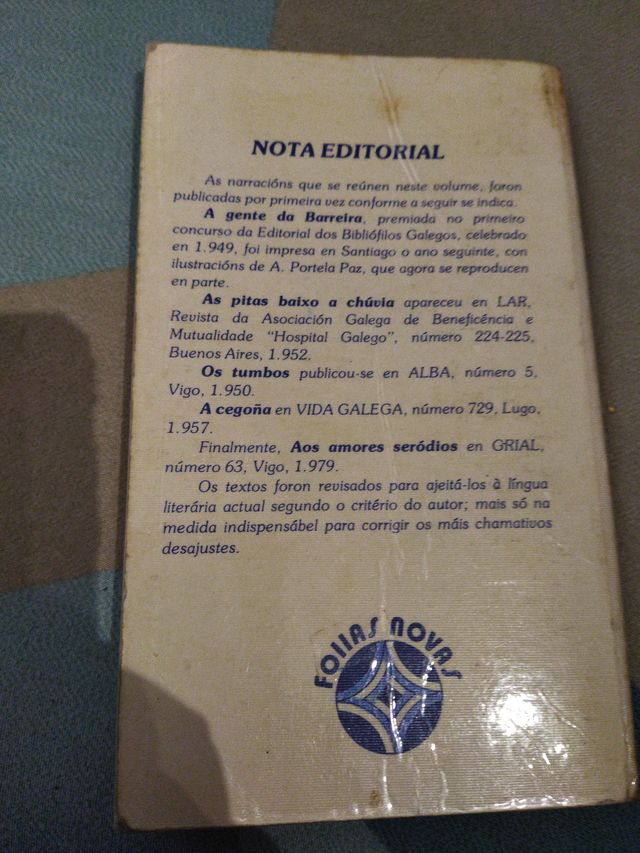 NOTA EDITORIAL
As narracións que se reúnen neste volume, foron
publicadas por primeira vez conforme a seguir se indica.
A gente da Barreira, premiada no primeiro
concurso da Editorial dos Bibliófilos Galegos, celebrado
en 1.949, foi impresa en Santiago o ano seguinte, con
ilustracións de A. Portela Paz, que agora se reproducen
en parte.
As pitas baixo a chúvia apareceu en LAR,
Revista da Asociación Galega de Beneficéncia e
Mutualidade "Hospital Galego", número 224-225,
Buenos Aires, 1.952.
Os tumbos publicou-se en ALBA, número 5,
Vigo, 1.950.
A cegoña en VIDA GALEGA, número 729, Lugo,
1.957.
Finalmente, Aos amores seródios en GRIAL,
número 63, Vigo, 1.979.
Os textos foron revisados para ajeitá-los à língua
literária actual segundo o critério do autor; mais só na
medida indispensábel para corrigir os máis chamativos
desajustes.
FOLLAS NOVAS